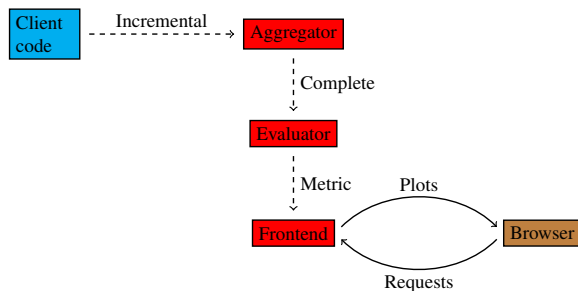 Client
code
Incremental
Aggregator
Complete
Evaluator
Metric
Plots
Frontend
Browser
Requests